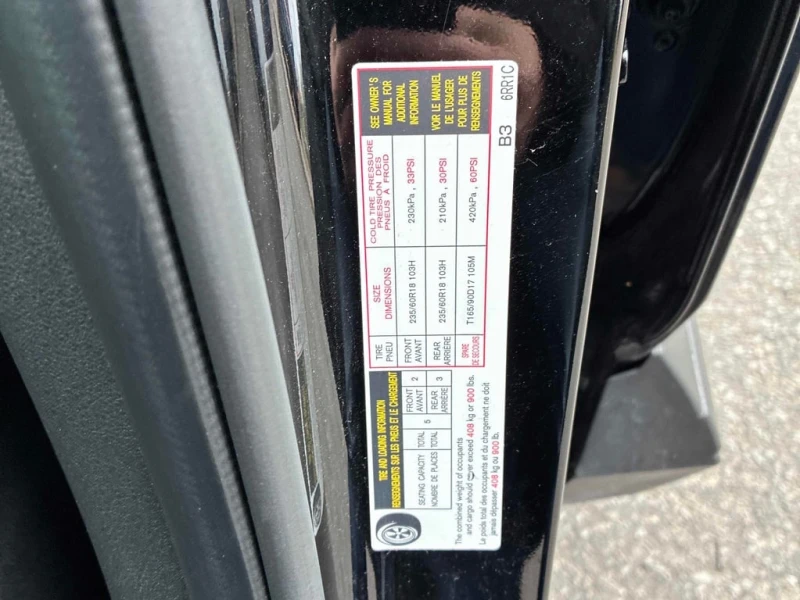 TIRE AND LOADING INFORMATION
RENSEIGNEMENTS SUR LES PNEUS ET LE CHARGEMENT
SEATING CAPACITY TOTAL
NOMBRE DE PLACES TOTAL
5
FRONT
AVANT
2
REAR
ARRIÈRE
3
The combined weight of occupants
and cargo should never exceed 408 kg or 900 lbs.
Le poids total des occupants et du chargement ne doit
jamais dépasser 408 kg ou 900 lb.
TIRE
PNEU
SIZE
DIMENSIONS
COLD TIRE PRESSURE
PRESSION DES
PNEUS À FROID
FRONT
AVANT
235/60R18 103H
230kPa , 33PSI
REAR
ARRIÈRE
235/60R18 103H
210kPa , 30PSI
SPARE
DE SECOURS
T165/90D17 105M
420kPa , 60PSI
SEE OWNER'S
MANUAL FOR
ADDITIONAL
INFORMATION
VOIR LE MANUEL
DE L'USAGER
POUR PLUS DE
RENSEIGNEMENTS
B3 6RR1C